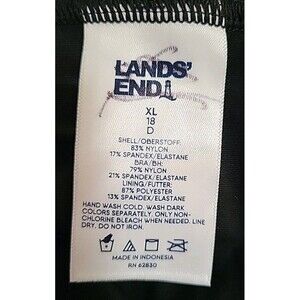 LANDS'
END
XL
18
D
SHELL/OBERSTOFF:
83% NYLON
17% SPANDEX/ELASTANE
BRA/BH:
79% NYLON
21% SPANDEX/ELASTANE
LINING/FUTTER:
87% POLYESTER
13% SPANDEX/ELASTANE
HAND WASH COLD. WASH DARK
COLORS SEPARATELY. ONLY NON-
CHLORINE BLEACH WHEN NEEDED. LINE
DRY. DO NOT IRON.
MADE IN INDONESIA
RN 62830